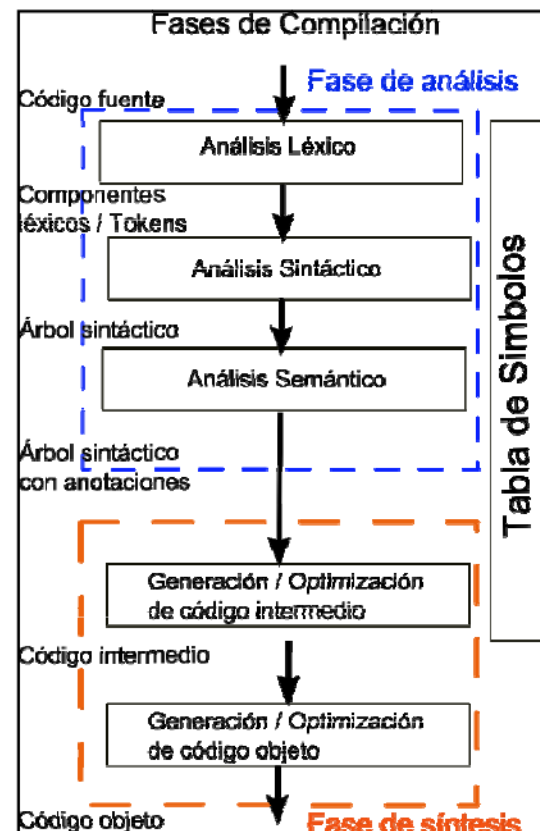 Fases de Compilación
Fase de análisis
Código fuente
Análisis Léxico
Componentes
léxicos / Tokens
Análisis Sintáctico
Árbol sintáctico
Análisis Semántico
Árbol sintáctico
con anotaciones
Tabla de Simbolos
Generación / Optimización
de código intermedio
Código intermedio
Generación / Optimización
de código objeto
Código objeto
Fase de síntesis